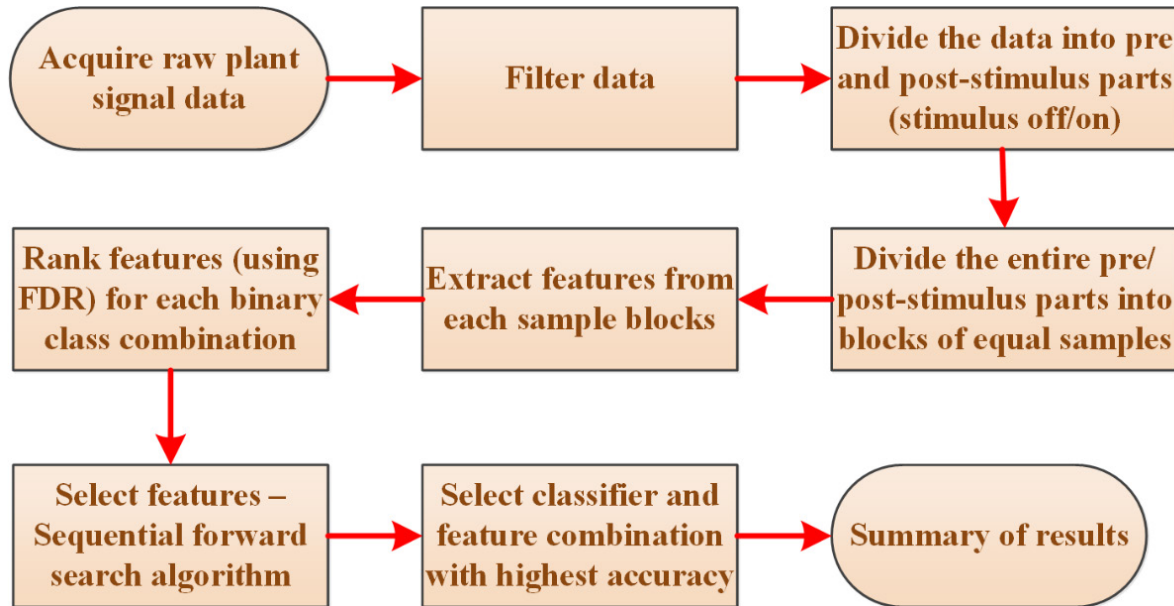 Acquire raw plant
signal data
Filter data
Divide the data into pre
and post-stimulus parts
(stimulus off/on)
Divide the entire pre/
post-stimulus parts into
blocks of equal samples
Extract features from
each sample blocks
Rank features (using
FDR) for each binary
class combination
Select features –
Sequential forward
search algorithm
Select classifier and
feature combination
with highest accuracy
Summary of results